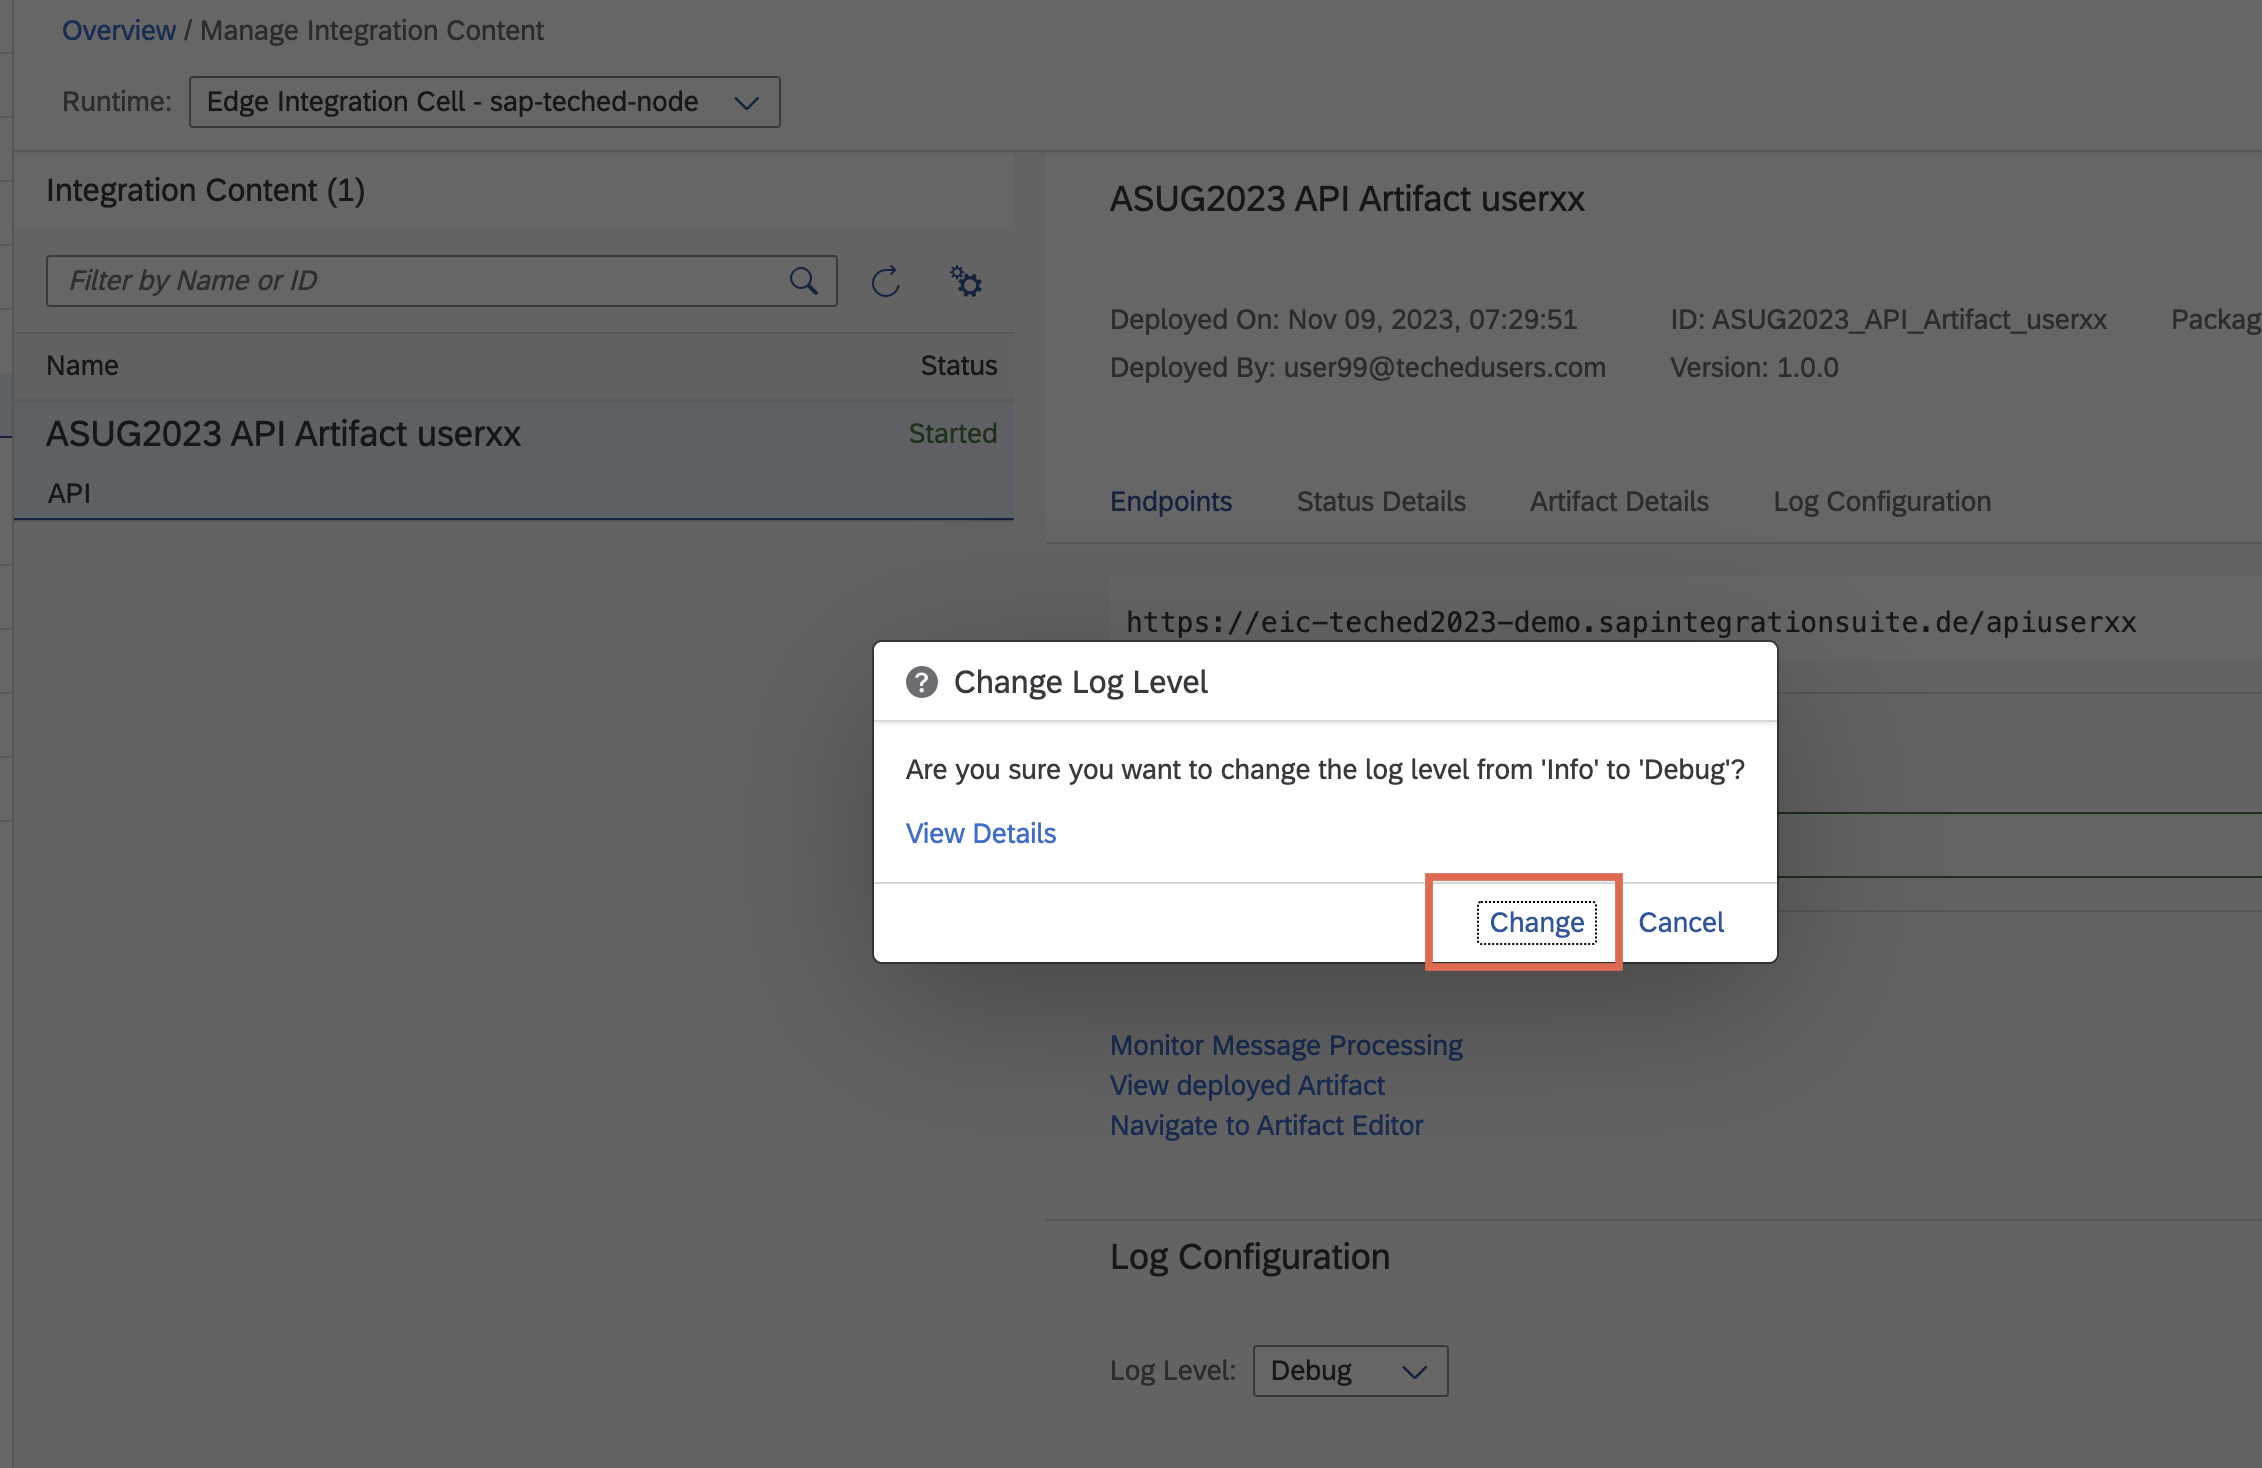 Overview / Manage Integration Content
Runtime: Edge Integration Cell - sap-teched-node
Integration Content (1)
Filter by Name or ID
Name Status
ASUG2023 API Artifact userxx Started
API
ASUG2023 API Artifact userxx
Deployed On: Nov 09, 2023, 07:29:51 ID: ASUG2023_API_Artifact_userxx Packag
Deployed By: user99@techedusers.com Version: 1.0.0
Endpoints Status Details Artifact Details Log Configuration
https://eic-teched2023-demo.sapintegrationsuite.de/apiuserxx
Change Log Level
Are you sure you want to change the log level from 'Info' to 'Debug'?
View Details
Change Cancel
Monitor Message Processing
View deployed Artifact
Navigate to Artifact Editor
Log Configuration
Log Level: Debug